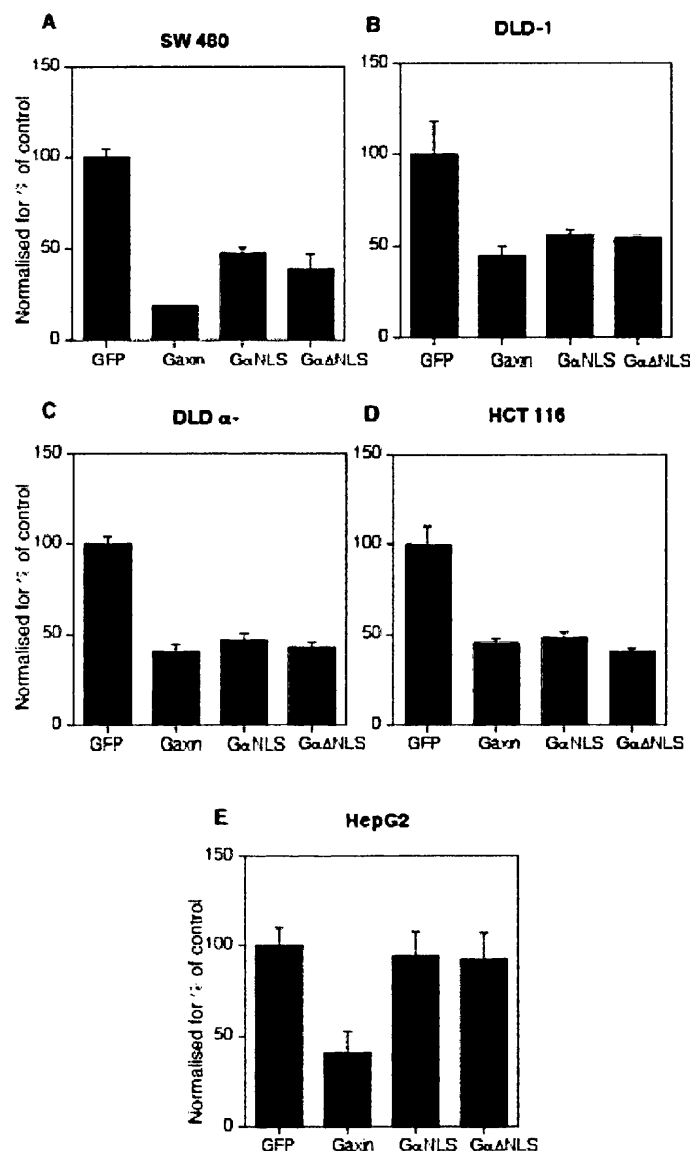 A
SW 480
150
100
50
0
Normalised for % of control
GFP Gaxin GαNLS GαΔNLS
B
DLD-1
150
100
50
0
GFP Gaxin GαNLS GαΔNLS
C
DLD α-
150
100
50
0
Normalised for % of control
GFP Gaxin GαNLS GαΔNLS
D
HCT 116
150
100
50
0
GFP Gaxin GαNLS GαΔNLS
E
HepG2
150
100
50
0
Normalised for % of control
GFP Gaxin GαNLS GαΔNLS